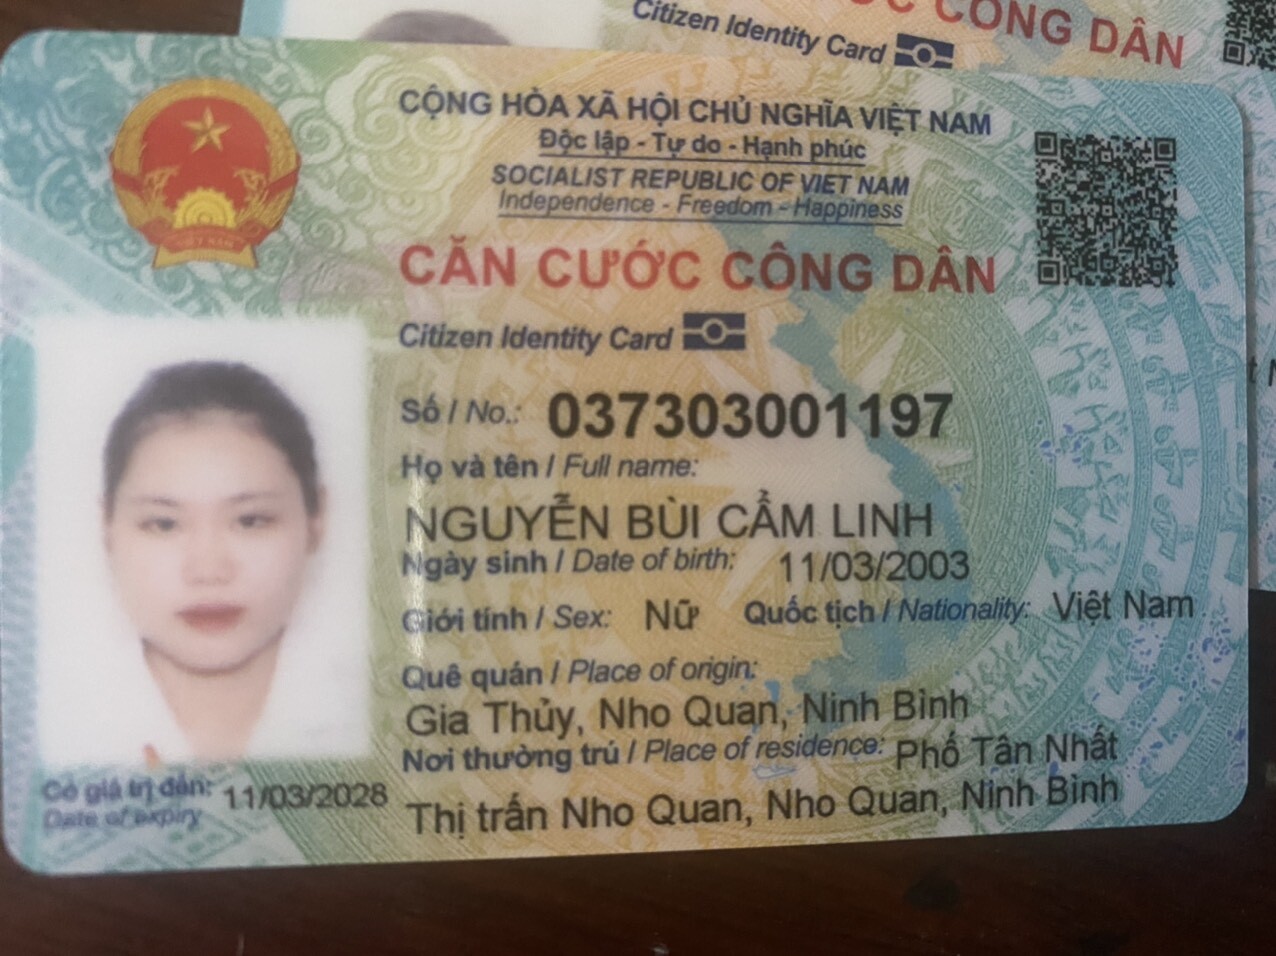 Citizen Identity Card
CÔNG DÂN
CỘNG HÒA XÃ HỘI CHỦ NGHĨA VIỆT NAM
Độc lập - Tự do - Hạnh phúc
SOCIALIST REPUBLIC OF VIET NAM
Independence - Freedom - Happiness
CĂN CƯỚC CÔNG DÂN
Citizen Identity Card
Số / No.: 037303001197
Họ và tên / Full name:
NGUYỄN BÙI CẨM LINH
Ngày sinh / Date of birth: 11/03/2003
Giới tính / Sex: Nữ Quốc tịch / Nationality: Việt Nam
Quê quán / Place of origin:
Gia Thủy, Nho Quan, Ninh Bình
Nơi thường trú / Place of residence: Phố Tân Nhất
Thị trấn Nho Quan, Nho Quan, Ninh Bình
Có giá trị đến: 11/03/2028
Date of expiry
VIỆT NAM